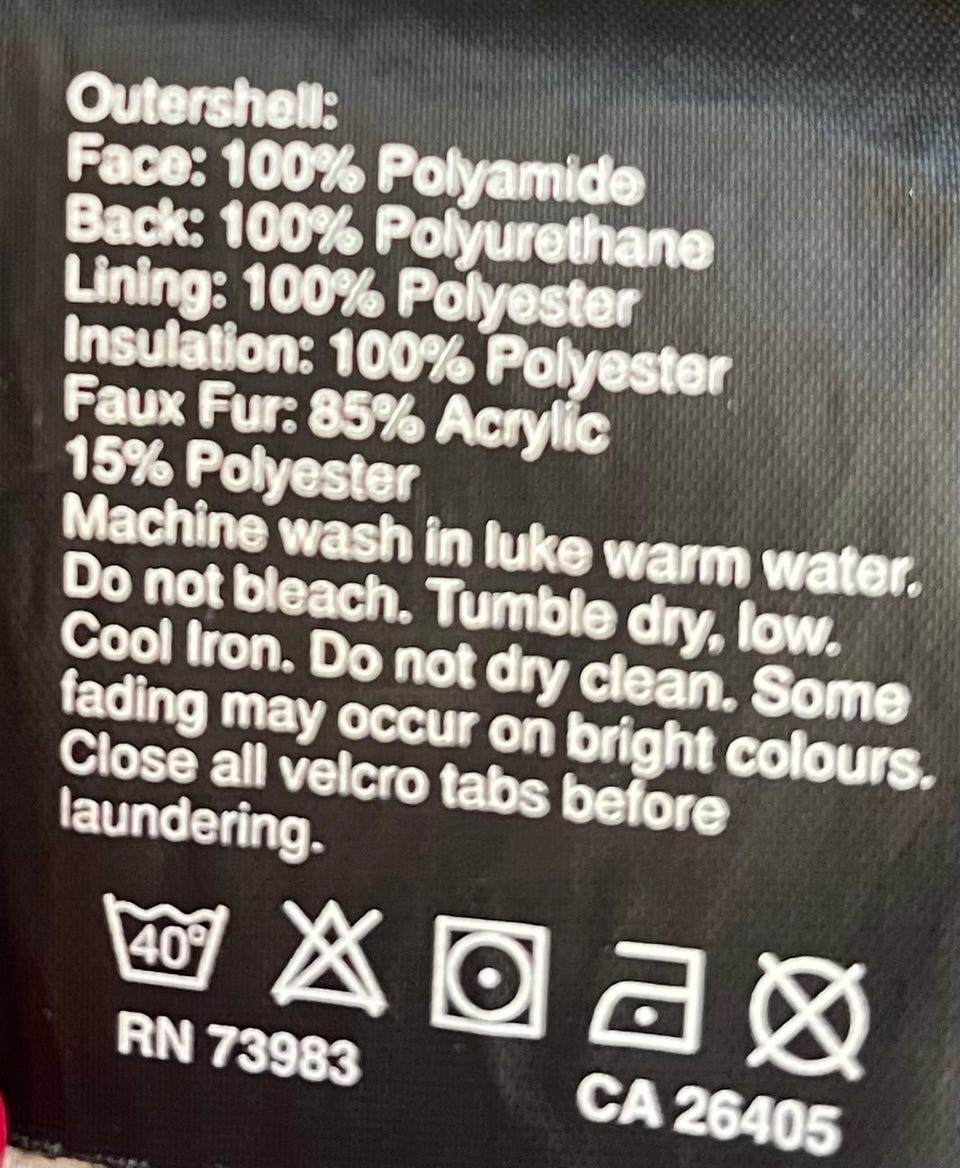 Outershell:
Face: 100% Polyamide
Back: 100% Polyurethane
Lining: 100% Polyester
Insulation: 100% Polyester
Faux Fur: 85% Acrylic
15% Polyester
Machine wash in luke warm water.
Do not bleach. Tumble dry, low.
Cool Iron. Do not dry clean. Some
fading may occur on bright colours.
Close all velcro tabs before
laundering.
40°
RN 73983
CA 26405